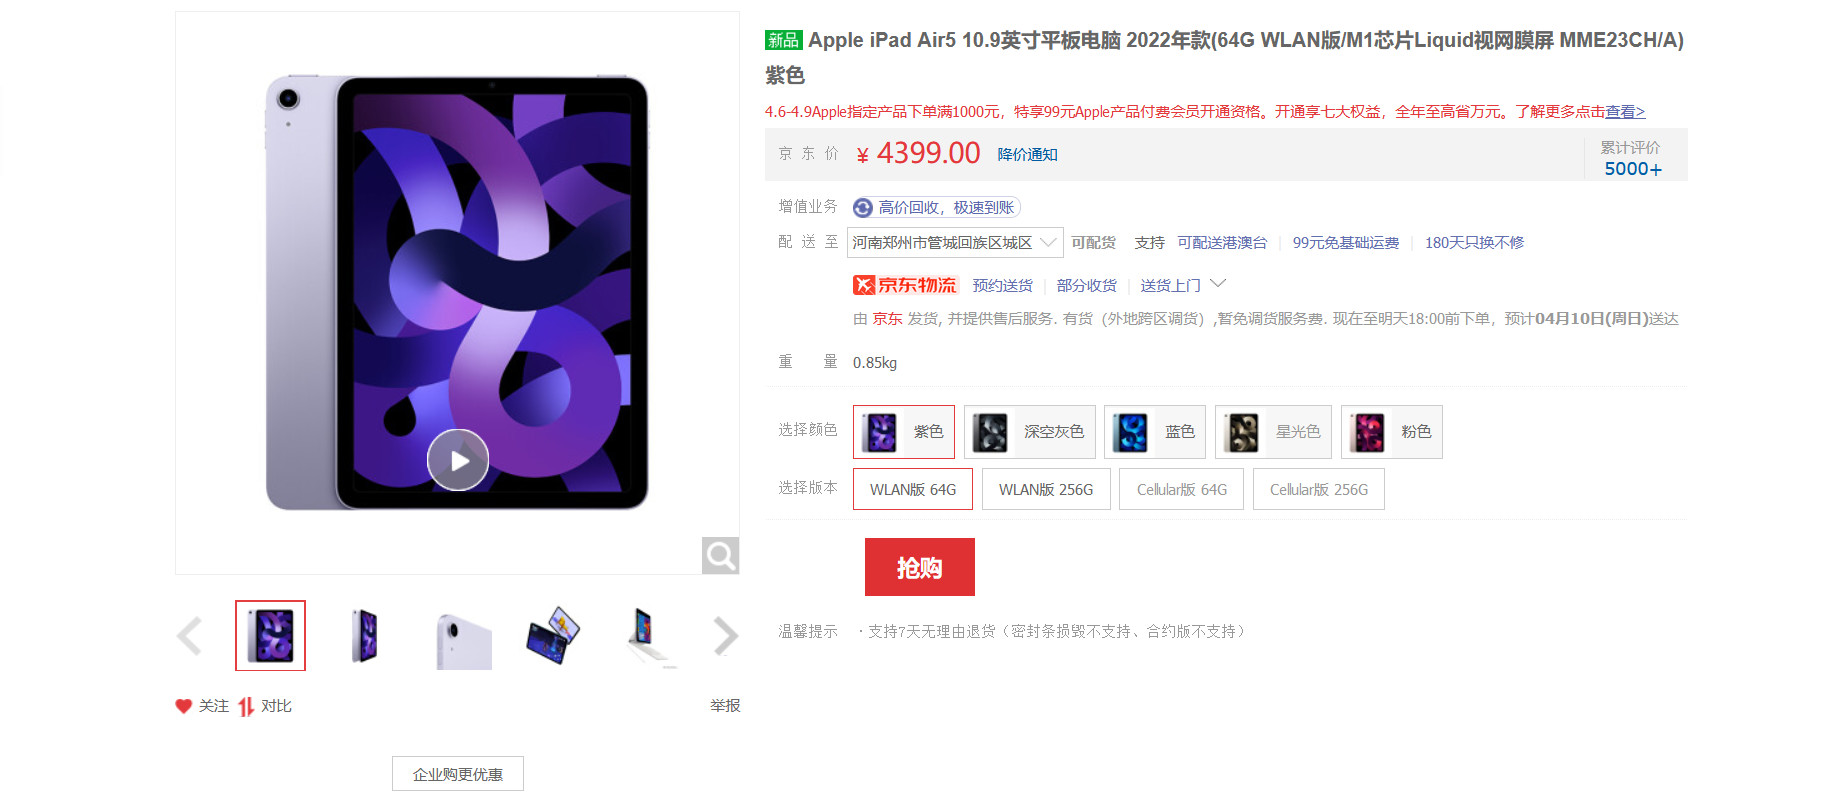 新品 Apple iPad Air5 10.9英寸平板电脑 2022年款(64G WLAN版/M1芯片Liquid视网膜屏 MME23CH/A)
紫色
4.6-4.9Apple指定产品下单满1000元，特享99元Apple产品付费会员开通资格。开通享七大权益，全年至高省万元。了解更多点击查看>
京东价 ¥ 4399.00 降价通知
累计评价
5000+
增值业务 高价回收，极速到账
配送至 河南郑州市管城回族区城区 可配货 支持 可配送港澳台 | 99元免基础运费 | 180天只换不修
京东物流 预约送货 | 部分收货 | 送货上门
由 京东 发货, 并提供售后服务. 有货（外地跨区调货）,暂免调货服务费. 现在至明天18:00前下单，预计04月10日(周日)送达
重量 0.85kg
选择颜色 紫色 深空灰色 蓝色 星光色 粉色
选择版本 WLAN版 64G WLAN版 256G Cellular版 64G Cellular版 256G
抢购
温馨提示 ·支持7天无理由退货（密封条损毁不支持、合约版不支持）
关注 对比 举报
企业购更优惠